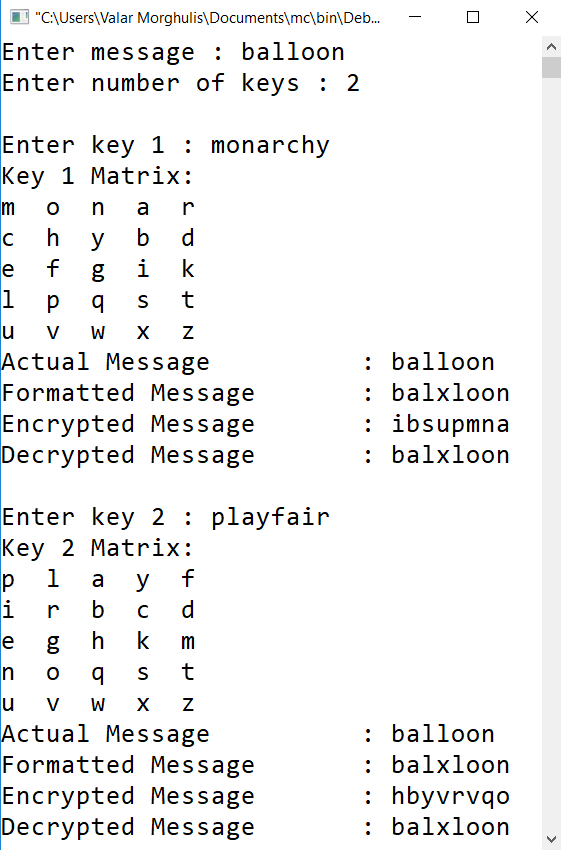 "C:\Users\Valar Morghulis\Documents\mc\bin\Deb...
Enter message : balloon
Enter number of keys : 2
Enter key 1 : monarchy
Key 1 Matrix:
m o n a r
c h y b d
e f g i k
l p q s t
u v w x z
Actual Message : balloon
Formatted Message : balxloon
Encrypted Message : ibsupmna
Decrypted Message : balxloon
Enter key 2 : playfair
Key 2 Matrix:
p l a y f
i r b c d
e g h k m
n o q s t
u v w x z
Actual Message : balloon
Formatted Message : balxloon
Encrypted Message : hbyvrvqo
Decrypted Message : balxloon